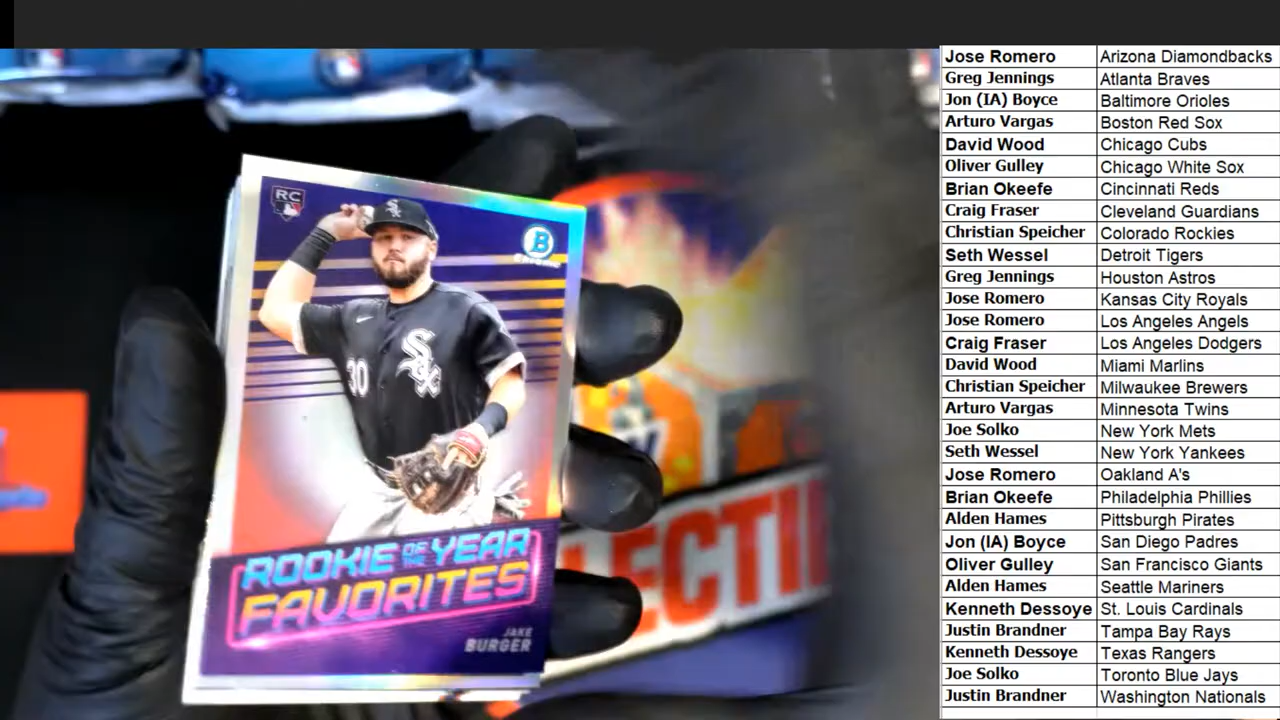 RC
B
CHROME
Sox
30
Sox
ROOKIE OF THE YEAR
FAVORITES
JAKE
BURGER
LECTI
Jose Romero Arizona Diamondbacks
Greg Jennings Atlanta Braves
Jon (IA) Boyce Baltimore Orioles
Arturo Vargas Boston Red Sox
David Wood Chicago Cubs
Oliver Gulley Chicago White Sox
Brian Okeefe Cincinnati Reds
Craig Fraser Cleveland Guardians
Christian Speicher Colorado Rockies
Seth Wessel Detroit Tigers
Greg Jennings Houston Astros
Jose Romero Kansas City Royals
Jose Romero Los Angeles Angels
Craig Fraser Los Angeles Dodgers
David Wood Miami Marlins
Christian Speicher Milwaukee Brewers
Arturo Vargas Minnesota Twins
Joe Solko New York Mets
Seth Wessel New York Yankees
Jose Romero Oakland A's
Brian Okeefe Philadelphia Phillies
Alden Hames Pittsburgh Pirates
Jon (IA) Boyce San Diego Padres
Oliver Gulley San Francisco Giants
Alden Hames Seattle Mariners
Kenneth Dessoye St. Louis Cardinals
Justin Brandner Tampa Bay Rays
Kenneth Dessoye Texas Rangers
Joe Solko Toronto Blue Jays
Justin Brandner Washington Nationals